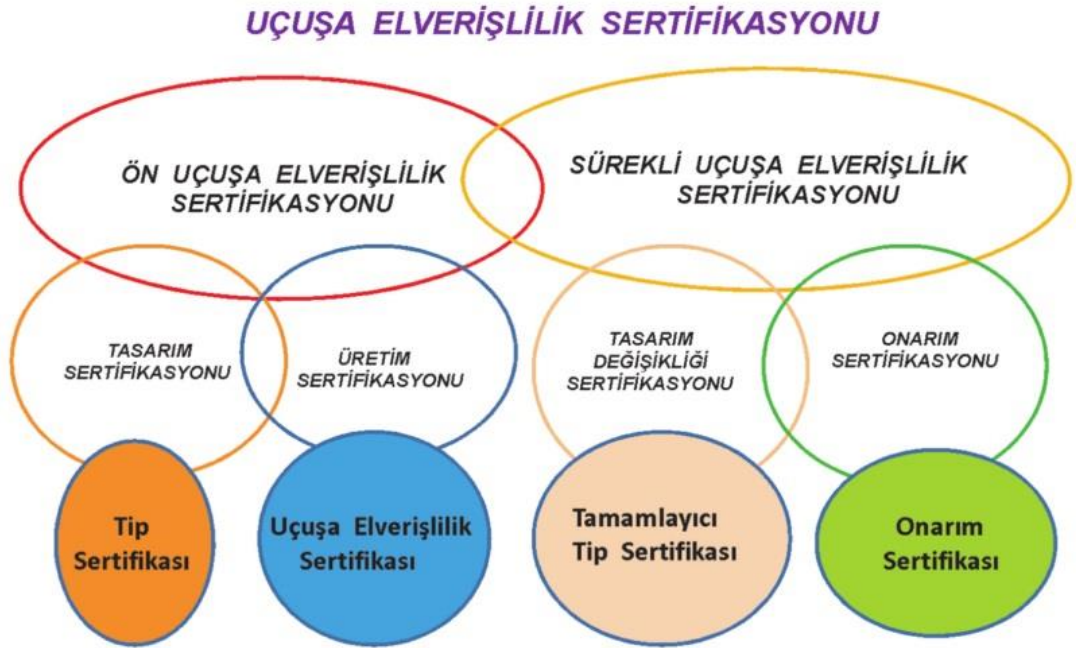 UÇUŞA ELVERİŞLİLİK SERTİFİKASYONU
ÖN UÇUŞA ELVERİŞLİLİK
SERTİFİKASYONU
SÜREKLİ UÇUŞA ELVERİŞLİLİK
SERTİFİKASYONU
TASARIM
SERTİFİKASYONU
ÜRETİM
SERTİFİKASYONU
TASARIM
DEĞİŞİKLİĞİ
SERTİFİKASYONU
ONARIM
SERTİFİKASYONU
Tip
Sertifikası
Uçuşa Elverişlilik
Sertifikası
Tamamlayıcı
Tip Sertifikası
Onarım
Sertifikası